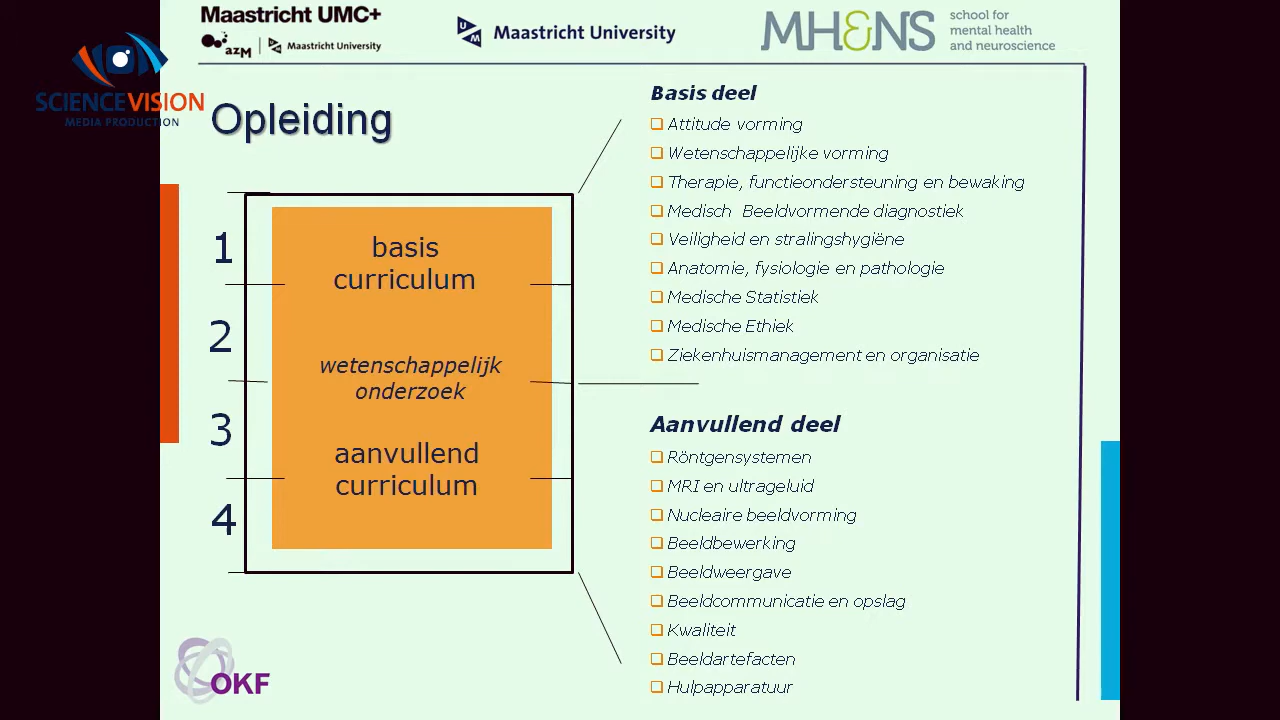 Maastricht UMC+
azM
Maastricht University
UM
Maastricht University
MH&NS
school for
mental health
and neuroscience
SCIENCEVISION
MEDIA PRODUCTION
Opleiding
1
2
3
4
basis
curriculum
wetenschappelijk
onderzoek
aanvullend
curriculum
Basis deel
Attitude vorming
Wetenschappelijke vorming
Therapie, functieondersteuning en bewaking
Medisch Beeldvormende diagnostiek
Veiligheid en stralingshygiëne
Anatomie, fysiologie en pathologie
Medische Statistiek
Medische Ethiek
Ziekenhuismanagement en organisatie
Aanvullend deel
Röntgensystemen
MRI en ultrageluid
Nucleaire beeldvorming
Beeldbewerking
Beeldweergave
Beeldcommunicatie en opslag
Kwaliteit
Beeldartefacten
Hulpapparatuur
OKF